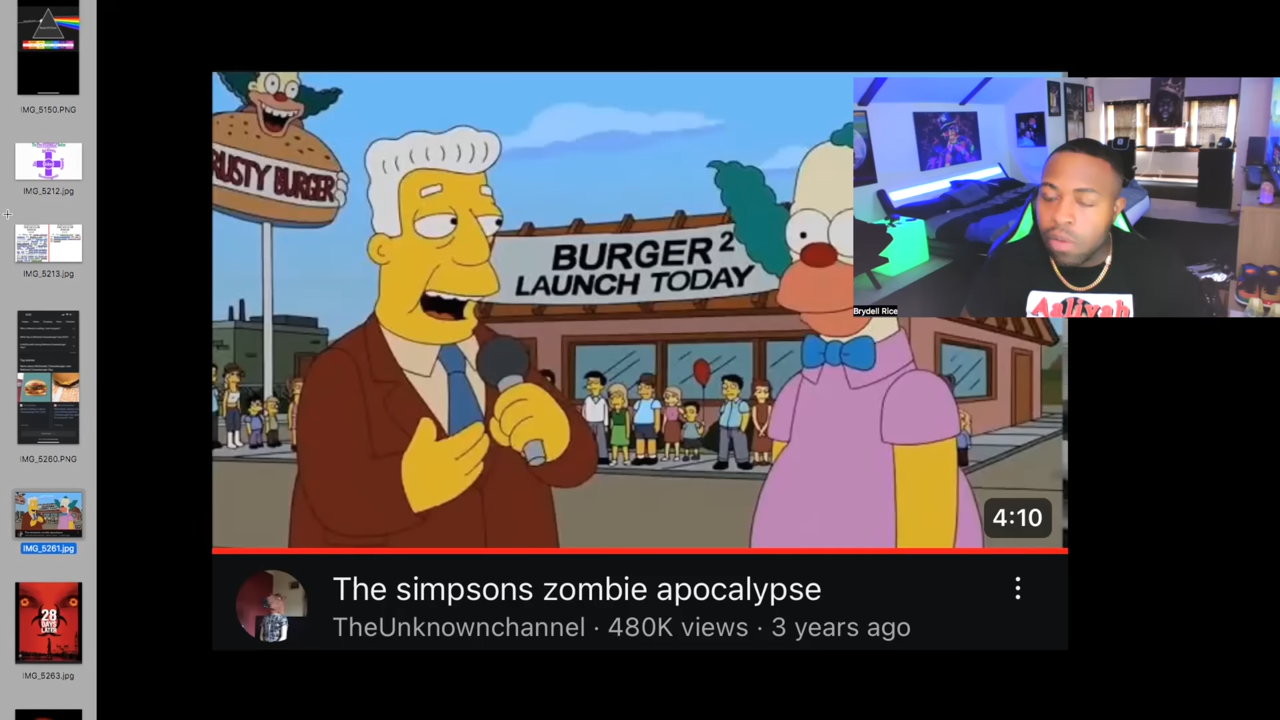 IMG_5150.PNG
IMG_5212.jpg
IMG_5213.jpg
IMG_5260.PNG
IMG_5261.jpg
28
DAYS
LATER
IMG_5263.jpg
RUSTY BURGER
BURGER²
LAUNCH TODAY
4:10
The simpsons zombie apocalypse
TheUnknownchannel · 480K views · 3 years ago
Brydell Rice
Aaliyah